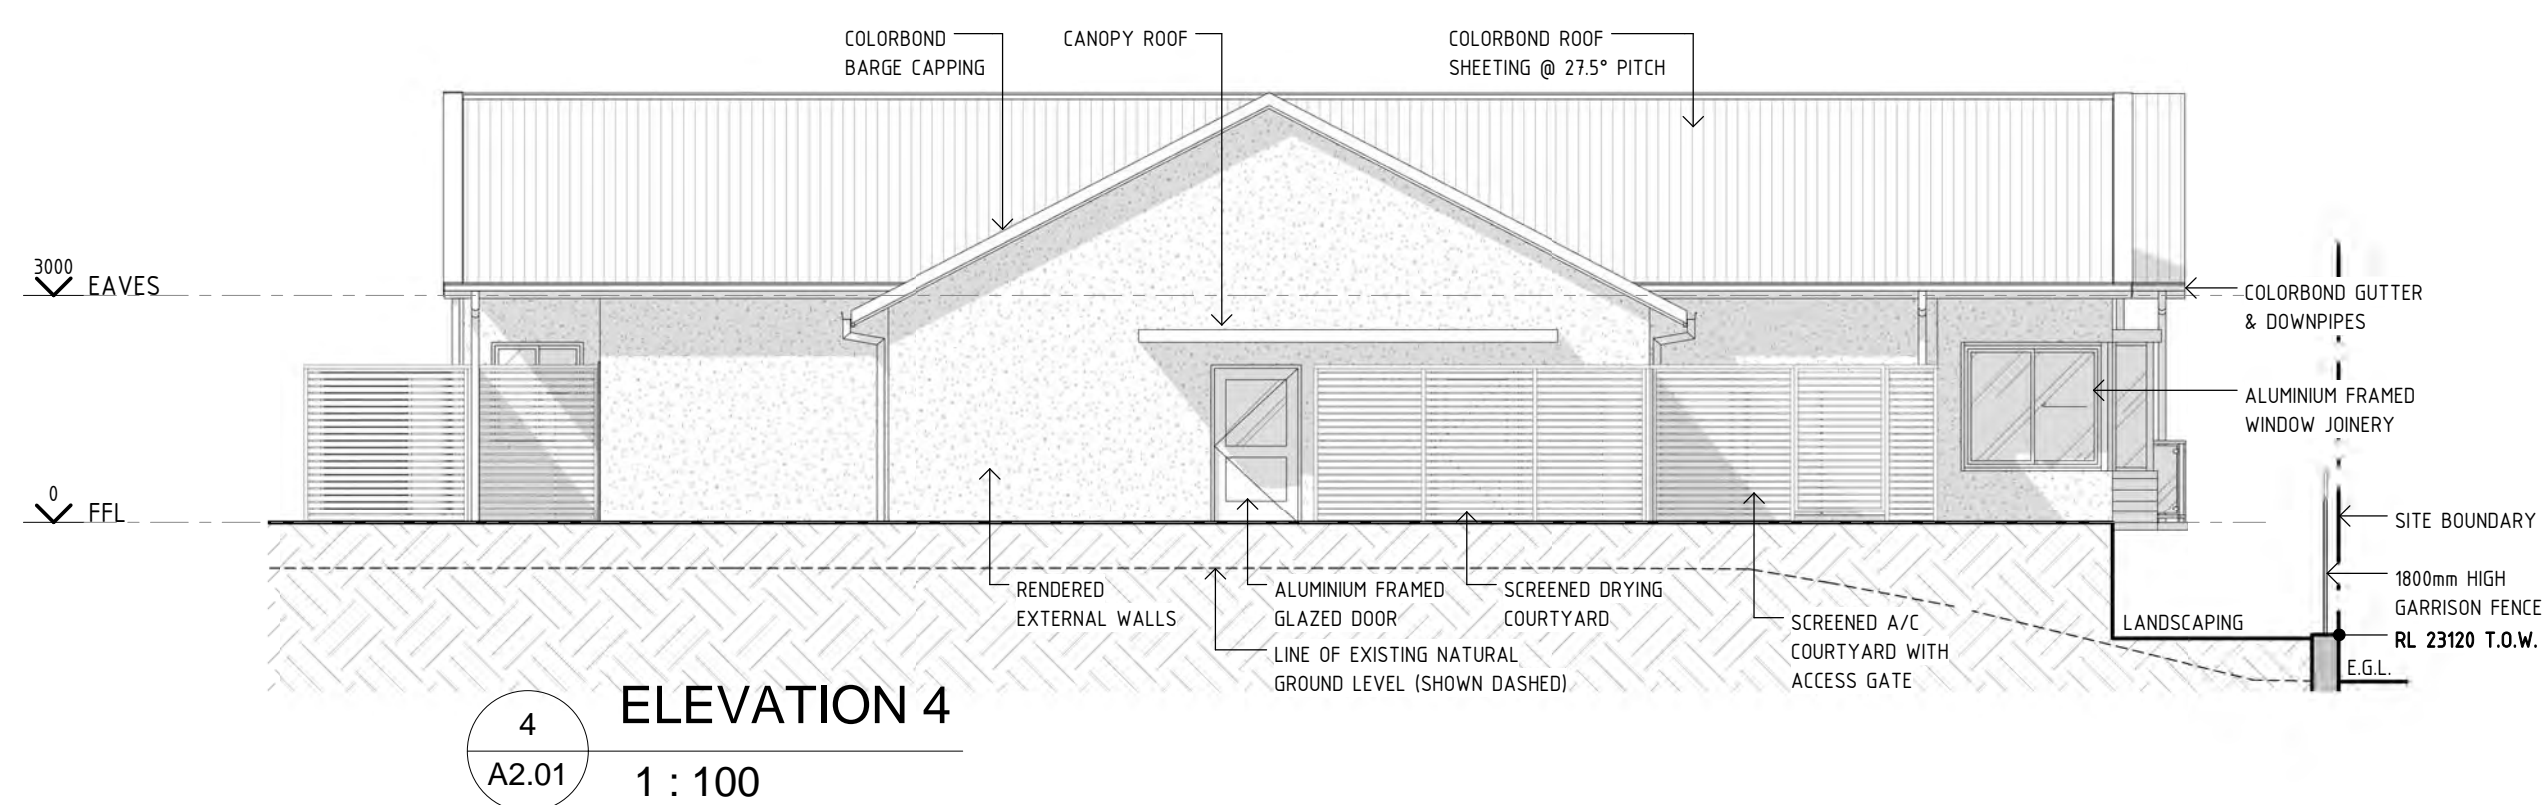 COLORBOND
BARGE CAPPING
CANOPY ROOF
COLORBOND ROOF
SHEETING @ 27.5° PITCH
3000
EAVES
COLORBOND GUTTER
& DOWNPIPES
ALUMINIUM FRAMED
WINDOW JOINERY
0
FFL
SITE BOUNDARY
1800mm HIGH
GARRISON FENCE
RL 23120 T.O.W.
E.G.L.
LANDSCAPING
RENDERED
EXTERNAL WALLS
ALUMINIUM FRAMED
GLAZED DOOR
LINE OF EXISTING NATURAL
GROUND LEVEL (SHOWN DASHED)
SCREENED DRYING
COURTYARD
SCREENED A/C
COURTYARD WITH
ACCESS GATE
4
A2.01
ELEVATION 4
1 : 100